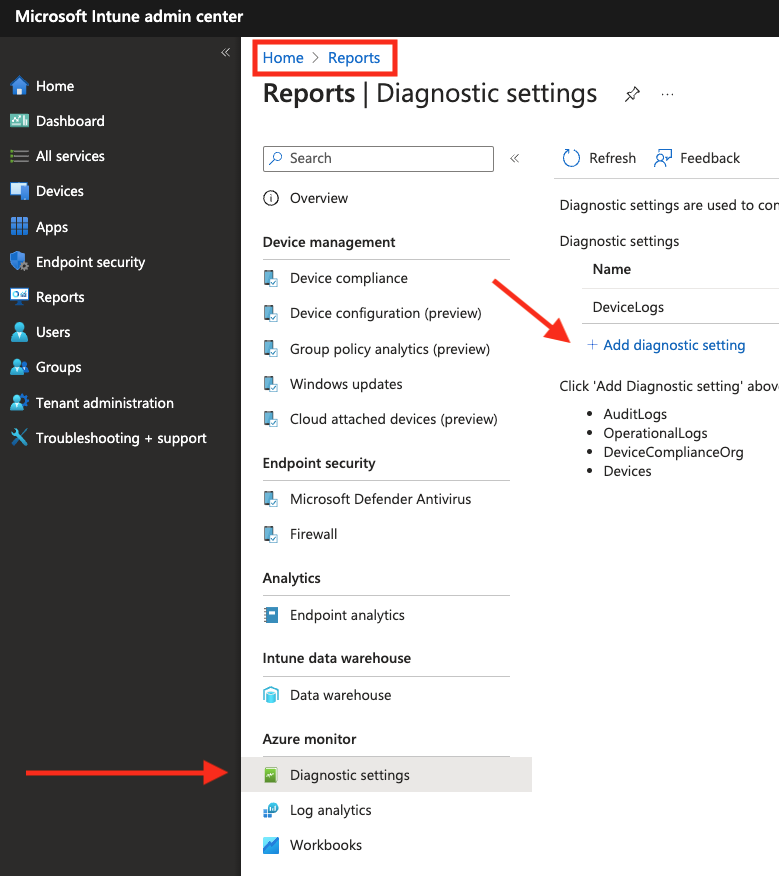 Microsoft Intune admin center
Home
Dashboard
All services
Devices
Apps
Endpoint security
Reports
Users
Groups
Tenant administration
Troubleshooting + support
Home > Reports
Reports | Diagnostic settings
Search
Overview
Device management
Device compliance
Device configuration (preview)
Group policy analytics (preview)
Windows updates
Cloud attached devices (preview)
Endpoint security
Microsoft Defender Antivirus
Firewall
Analytics
Endpoint analytics
Intune data warehouse
Data warehouse
Azure monitor
Diagnostic settings
Log analytics
Workbooks
Refresh Feedback
Diagnostic settings are used to con
Diagnostic settings
Name
DeviceLogs
+ Add diagnostic setting
Click 'Add Diagnostic setting' above
• AuditLogs
• OperationalLogs
• DeviceComplianceOrg
• Devices